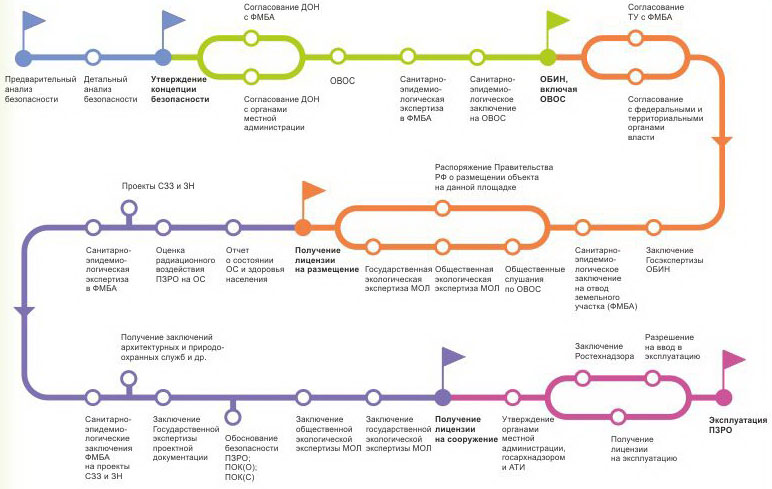 Согласование ДОН
с ФМБА
Согласование
ТУ с ФМБА
Предварительный
анализ
безопасности
Детальный
анализ
безопасности
Утверждение
концепции
безопасности
Согласование ДОН
с органами
местной
администрации
ОВОС
Санитарно-
эпидемио-
логическая
экспертиза
в ФМБА
Санитарно-
эпидемио-
логическое
заключение
на ОВОС
ОБИН,
включая
ОВОС
Согласование
с федеральными и
территориальными
органами
власти
Проекты СЗЗ и ЗН
Распоряжение Правительства
РФ о размещении объекта
на данной площадке
Санитарно-
эпидемио-
логическая
экспертиза
в ФМБА
Оценка
радиационного
воздействия
ПЗРО на ОС
Отчет
о состоянии
ОС и здоровья
населения
Получение
лицензии
на размещение
Государственная
экологическая
экспертиза МОЛ
Общественная
экологическая
экспертиза МОЛ
Общественные
слушания
по ОВОС
Санитарно-
эпидемио-
логическое
заключение
на отвод
земельного
участка (ФМБА)
Заключение
Госэкспертизы
ОБИН
Получение заключений
архитектурных и природо-
охранных служб и др.
Заключение
Ростехнадзора
Разрешение
на ввод в
эксплуатацию
Санитарно-
эпидемио-
логические
заключения
ФМБА
на проекты
СЗЗ и ЗН
Заключение
Государственной
экспертизы
проектной
документации
Обоснование
безопасности
ПЗРО;
ПОК(О);
ПОК(С)
Заключение
общественной
экологической
экспертизы МОЛ
Заключение
государственной
экологической
экспертизы МОЛ
Получение
лицензии
на сооружение
Утверждение
органами
местной
администрации,
госархнадзором
и АТИ
Получение
лицензии
на эксплуатацию
Эксплуатация
ПЗРО